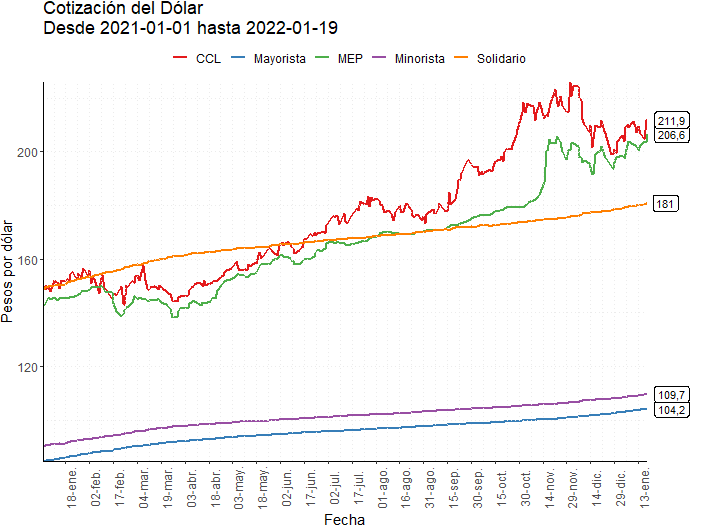 Cotización del Dólar
Desde 2021-01-01 hasta 2022-01-19
CCL Mayorista MEP Minorista Solidario
211,9
206,6
200
181
160
120
109,7
104,2
Pesos por dólar
18-ene. 02-feb. 17-feb. 04-mar. 19-mar. 03-abr. 18-abr. 03-may. 18-may. 02-jun. 17-jun. 02-jul. 17-jul. 01-ago. 16-ago. 31-ago. 15-sep. 30-sep. 15-oct. 30-oct. 14-nov. 29-nov. 14-dic. 29-dic. 13-ene.
Fecha